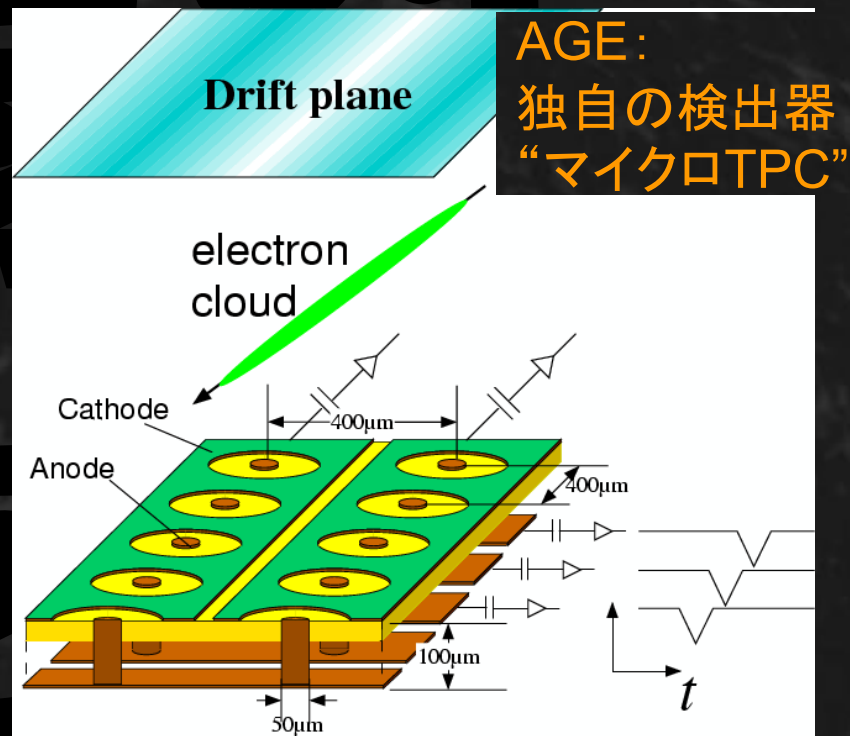 AGE：
独自の検出器
“マイクロTPC”
Drift plane
electron
cloud
Cathode
400μm
Anode
400μm
100μm
50μm
t